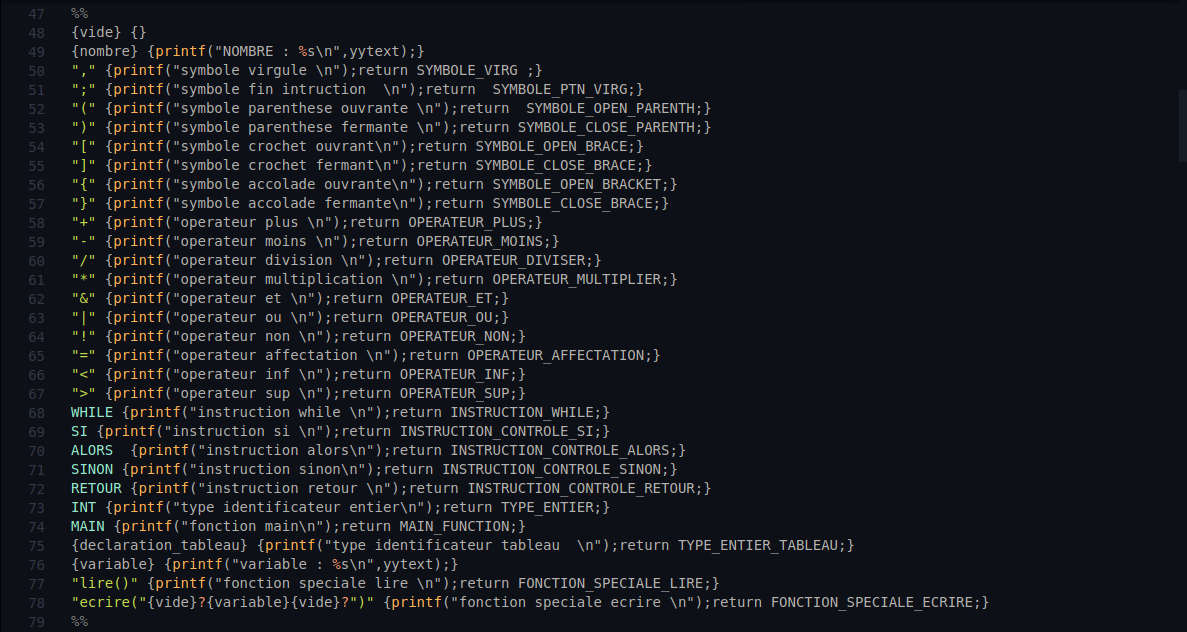 47 %%
48 {vide} {}
49 {nombre} {printf("NOMBRE : %s\n",yytext);}
50 "," {printf("symbole virgule \n");return SYMBOLE_VIRG ;}
51 ";" {printf("symbole fin intruction  \n");return  SYMBOLE_PTN_VIRG;}
52 "(" {printf("symbole parenthese ouvrante \n");return  SYMBOLE_OPEN_PARENTH;}
53 ")" {printf("symbole parenthese fermante \n");return SYMBOLE_CLOSE_PARENTH;}
54 "[" {printf("symbole crochet ouvrant\n");return SYMBOLE_OPEN_BRACE;}
55 "]" {printf("symbole crochet fermant\n");return SYMBOLE_CLOSE_BRACE;}
56 "{" {printf("symbole accolade ouvrante\n");return SYMBOLE_OPEN_BRACKET;}
57 "}" {printf("symbole accolade fermante\n");return SYMBOLE_CLOSE_BRACE;}
58 "+" {printf("operateur plus \n");return OPERATEUR_PLUS;}
59 "-" {printf("operateur moins \n");return OPERATEUR_MOINS;}
60 "/" {printf("operateur division \n");return OPERATEUR_DIVISER;}
61 "*" {printf("operateur multiplication \n");return OPERATEUR_MULTIPLIER;}
62 "&" {printf("operateur et \n");return OPERATEUR_ET;}
63 "|" {printf("operateur ou \n");return OPERATEUR_OU;}
64 "!" {printf("operateur non \n");return OPERATEUR_NON;}
65 "=" {printf("operateur affectation \n");return OPERATEUR_AFFECTATION;}
66 "<" {printf("operateur inf \n");return OPERATEUR_INF;}
67 ">" {printf("operateur sup \n");return OPERATEUR_SUP;}
68 WHILE {printf("instruction while \n");return INSTRUCTION_WHILE;}
69 SI {printf("instruction si \n");return INSTRUCTION_CONTROLE_SI;}
70 ALORS  {printf("instruction alors\n");return INSTRUCTION_CONTROLE_ALORS;}
71 SINON {printf("instruction sinon\n");return INSTRUCTION_CONTROLE_SINON;}
72 RETOUR {printf("instruction retour \n");return INSTRUCTION_CONTROLE_RETOUR;}
73 INT {printf("type identificateur entier\n");return TYPE_ENTIER;}
74 MAIN {printf("fonction main\n");return MAIN_FUNCTION;}
75 {declaration_tableau} {printf("type identificateur tableau  \n");return TYPE_ENTIER_TABLEAU;}
76 {variable} {printf("variable : %s\n",yytext);}
77 "lire()" {printf("fonction speciale lire \n");return FONCTION_SPECIALE_LIRE;}
78 "ecrire("{vide}?{variable}{vide}?")" {printf("fonction speciale ecrire \n");return FONCTION_SPECIALE_ECRIRE;}
79 %%